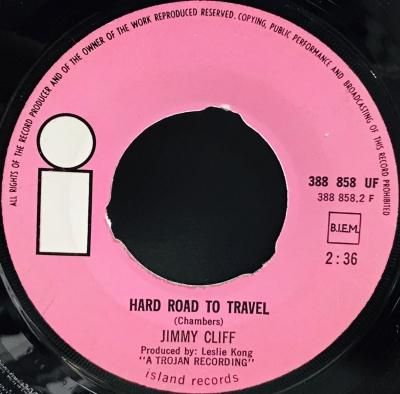 ALL RIGHTS OF THE RECORD PRODUCER AND OF THE OWNER OF THE WORK REPRODUCED RESERVED. COPYING, PUBLIC PERFORMANCE AND BROADCASTING OF THIS RECORD PROHIBITED
i
388 858 UF
388 858.2 F
B.I.E.M.
2:36
HARD ROAD TO TRAVEL
(Chambers)
JIMMY CLIFF
Produced by: Leslie Kong
"A TROJAN RECORDING"
island records